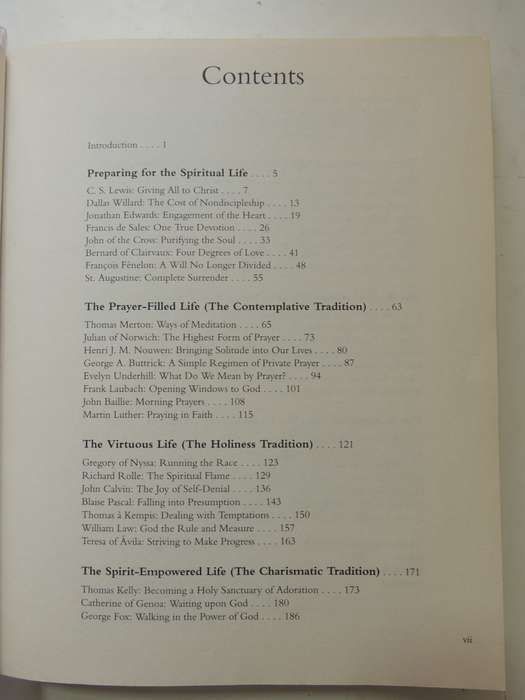 Contents
Introduction . . . . 1
Preparing for the Spiritual Life . . . . 5
C. S. Lewis: Giving All to Christ . . . . 7
Dallas Willard: The Cost of Nondiscipleship . . . . 13
Jonathan Edwards: Engagement of the Heart . . . . 19
Francis de Sales: One True Devotion . . . . 26
John of the Cross: Purifying the Soul . . . . 33
Bernard of Clairvaux: Four Degrees of Love . . . . 41
François Fénelon: A Will No Longer Divided . . . . 48
St. Augustine: Complete Surrender . . . . 55
The Prayer-Filled Life (The Contemplative Tradition) . . . . 63
Thomas Merton: Ways of Meditation . . . . 65
Julian of Norwich: The Highest Form of Prayer . . . . 73
Henri J. M. Nouwen: Bringing Solitude into Our Lives . . . . 80
George A. Buttrick: A Simple Regimen of Private Prayer . . . . 87
Evelyn Underhill: What Do We Mean by Prayer? . . . . 94
Frank Laubach: Opening Windows to God . . . . 101
John Baillie: Morning Prayers . . . . 108
Martin Luther: Praying in Faith . . . . 115
The Virtuous Life (The Holiness Tradition) . . . . 121
Gregory of Nyssa: Running the Race . . . . 123
Richard Rolle: The Spiritual Flame . . . . 129
John Calvin: The Joy of Self-Denial . . . . 136
Blaise Pascal: Falling into Presumption . . . . 143
Thomas à Kempis: Dealing with Temptations . . . . 150
William Law: God the Rule and Measure . . . . 157
Teresa of Ávila: Striving to Make Progress . . . . 163
The Spirit-Empowered Life (The Charismatic Tradition) . . . . 171
Thomas Kelly: Becoming a Holy Sanctuary of Adoration . . . . 173
Catherine of Genoa: Waiting upon God . . . . 180
George Fox: Walking in the Power of God . . . . 186
vii